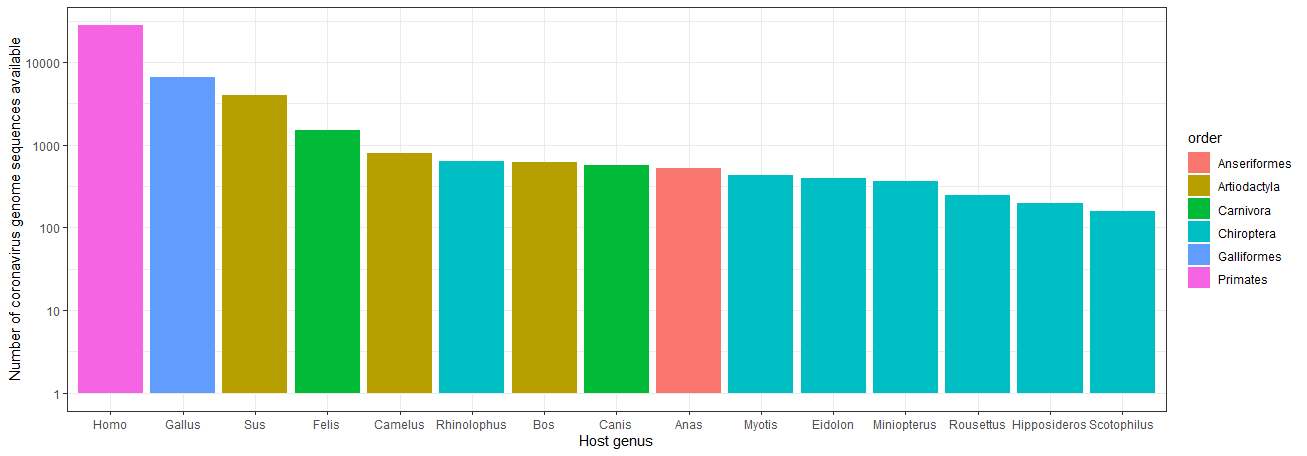 Number of coronavirus genome sequences available
10000
1000
100
10
1
Homo Gallus Sus Felis Camelus Rhinolophus Bos Canis Anas Myotis Eidolon Miniopterus Rousettus Hipposideros Scotophilus
Host genus
order
Anseriformes
Artiodactyla
Carnivora
Chiroptera
Galliformes
Primates